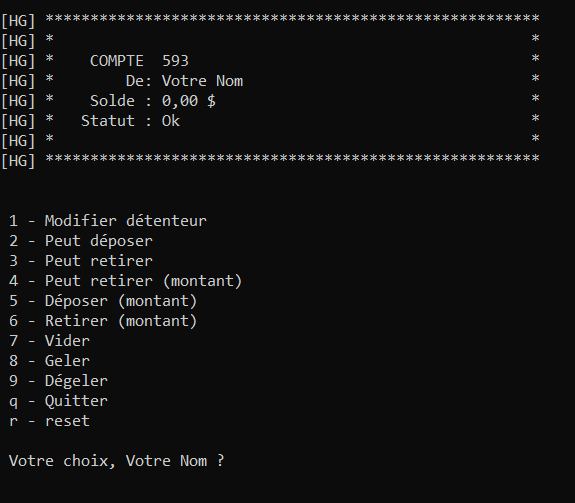 [HG] *******************************************************
[HG] *                                                     *
[HG] *    COMPTE  593                                      *
[HG] *        De: Votre Nom                                *
[HG] *    Solde : 0,00 $                                   *
[HG] *   Statut : Ok                                       *
[HG] *                                                     *
[HG] *******************************************************
1 - Modifier détenteur
2 - Peut déposer
3 - Peut retirer
4 - Peut retirer (montant)
5 - Déposer (montant)
6 - Retirer (montant)
7 - Vider
8 - Geler
9 - Dégeler
q - Quitter
r - reset
Votre choix, Votre Nom ?